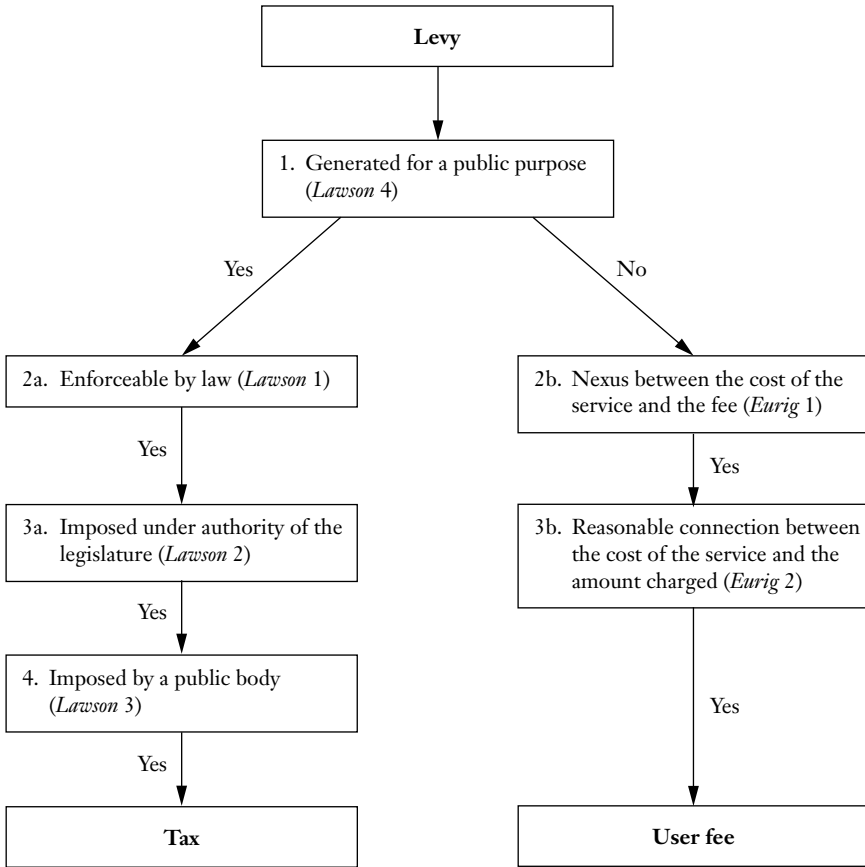 Levy
1. Generated for a public purpose
(Lawson 4)
Yes
No
2a. Enforceable by law (Lawson 1)
2b. Nexus between the cost of the
service and the fee (Eurig 1)
Yes
Yes
3a. Imposed under authority of the
legislature (Lawson 2)
3b. Reasonable connection between
the cost of the service and the
amount charged (Eurig 2)
Yes
4. Imposed by a public body
(Lawson 3)
Yes
Yes
Tax
User fee